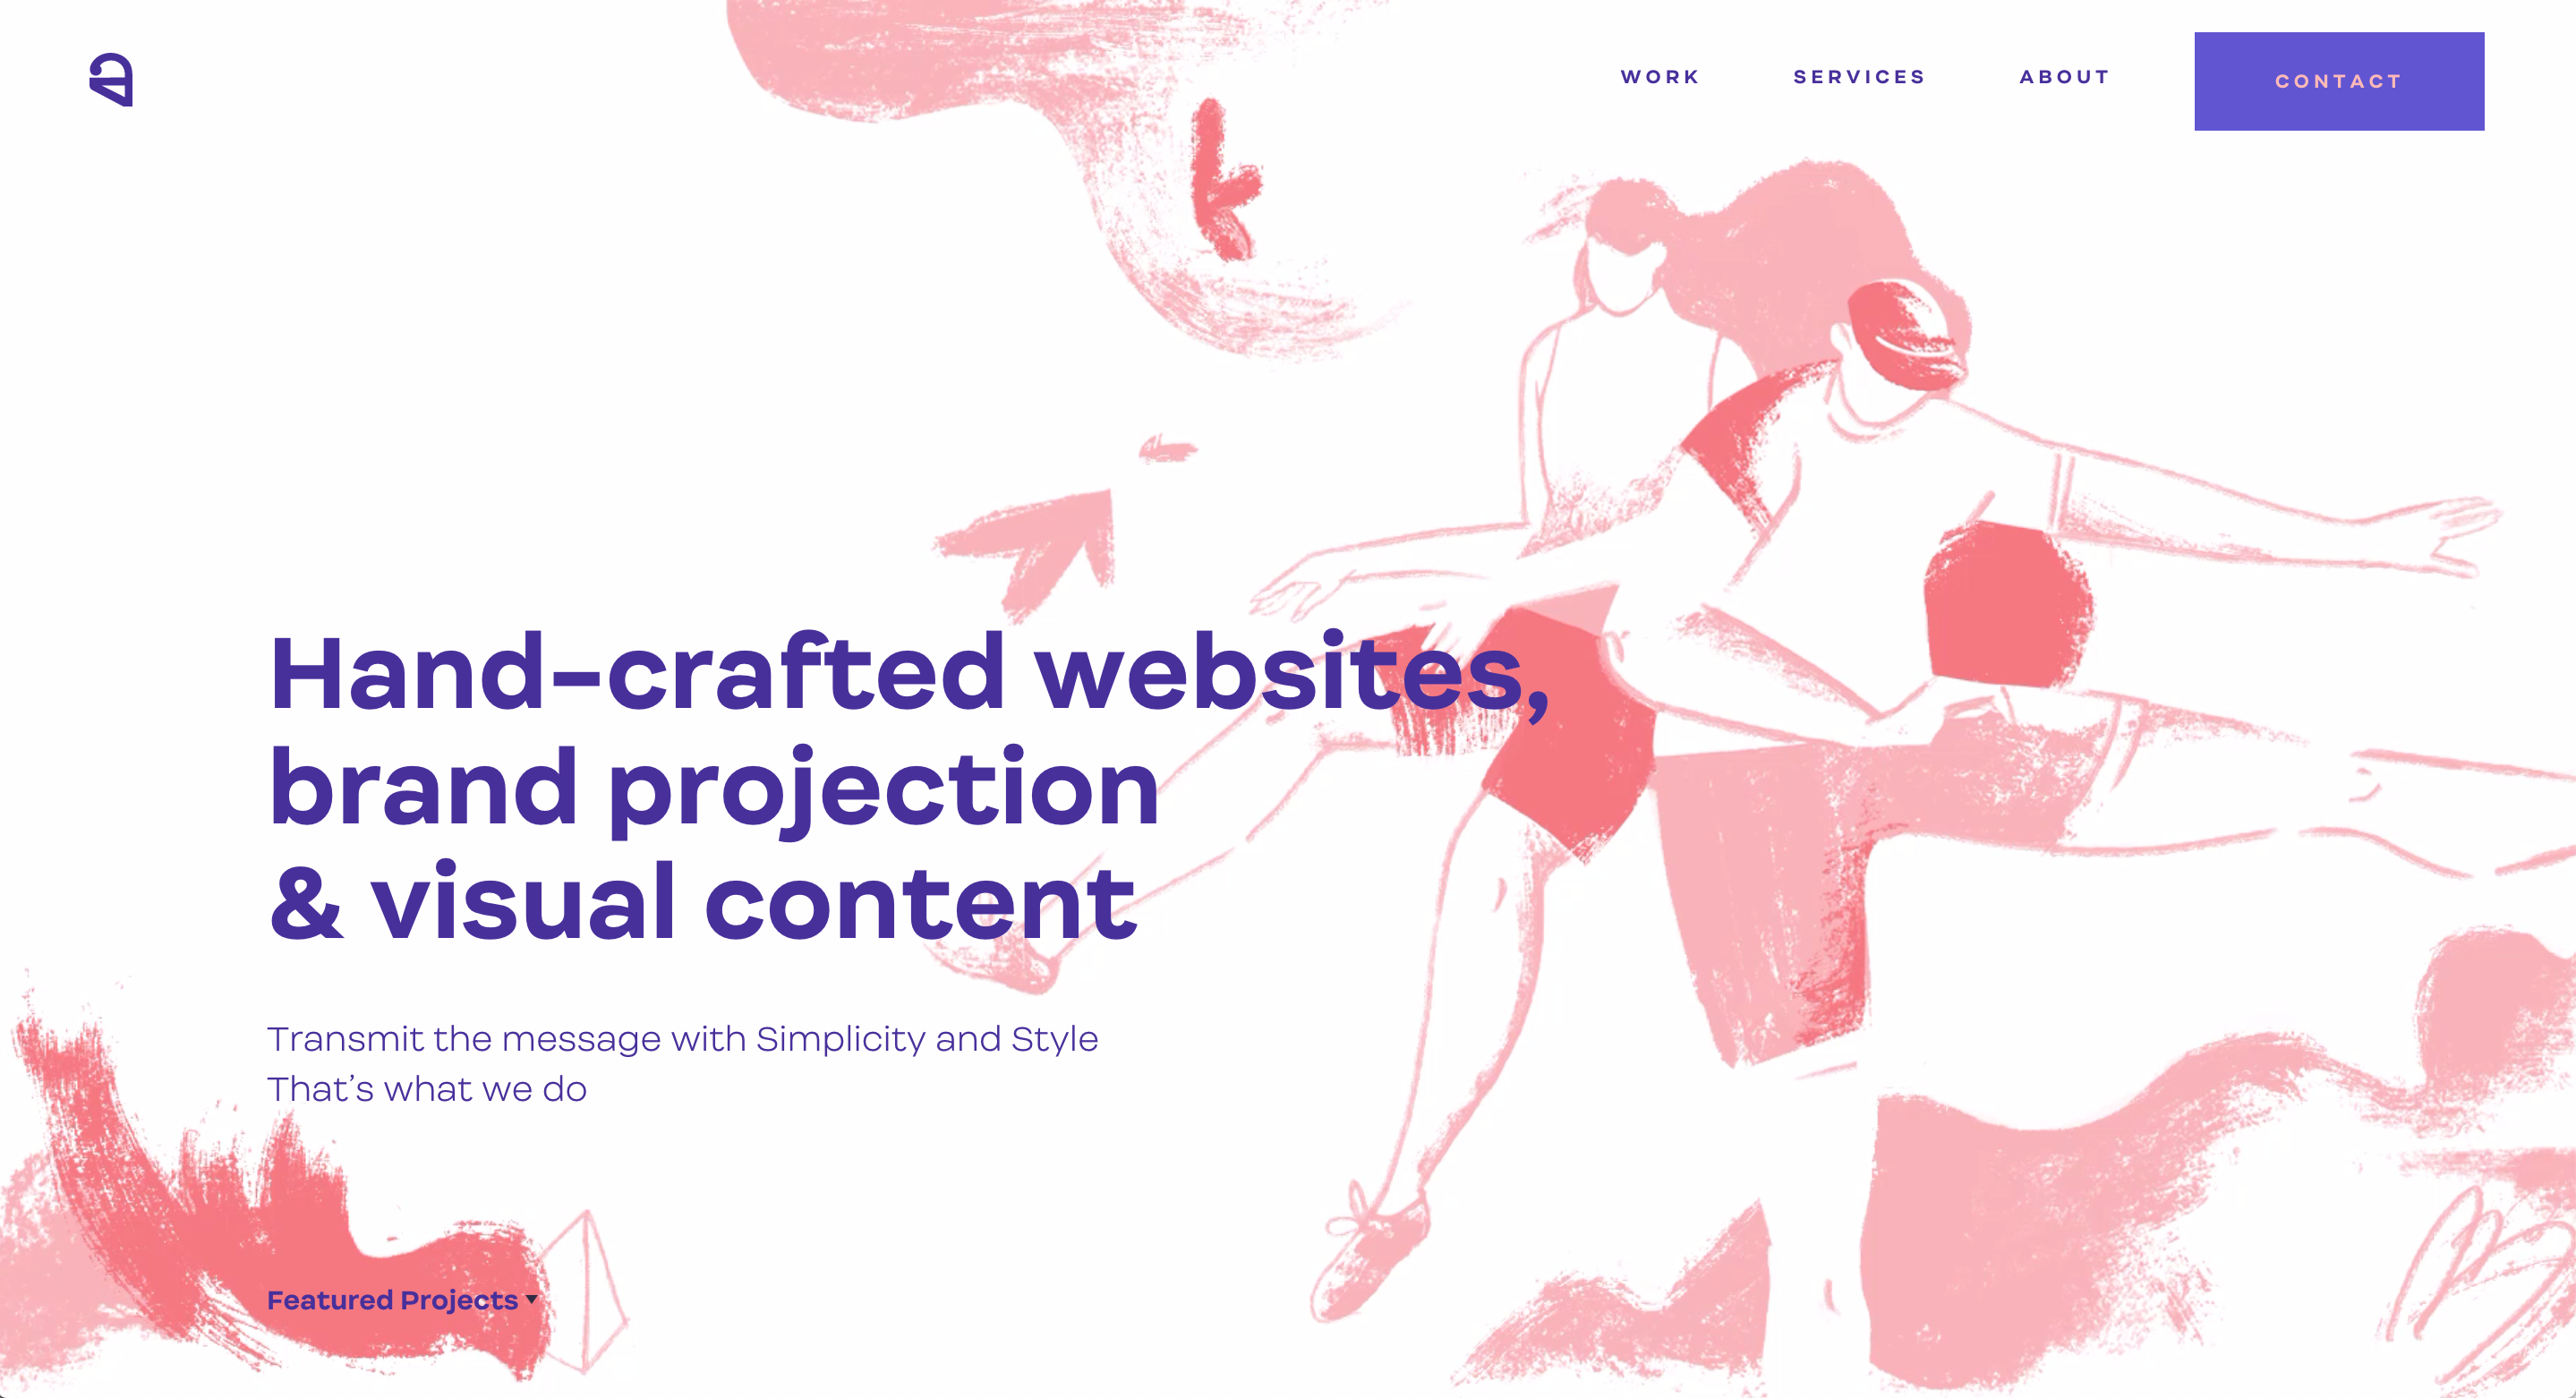 WORK SERVICES ABOUT CONTACT
Hand-crafted websites,
brand projection
& visual content
Transmit the message with Simplicity and Style
That’s what we do
Featured Projects